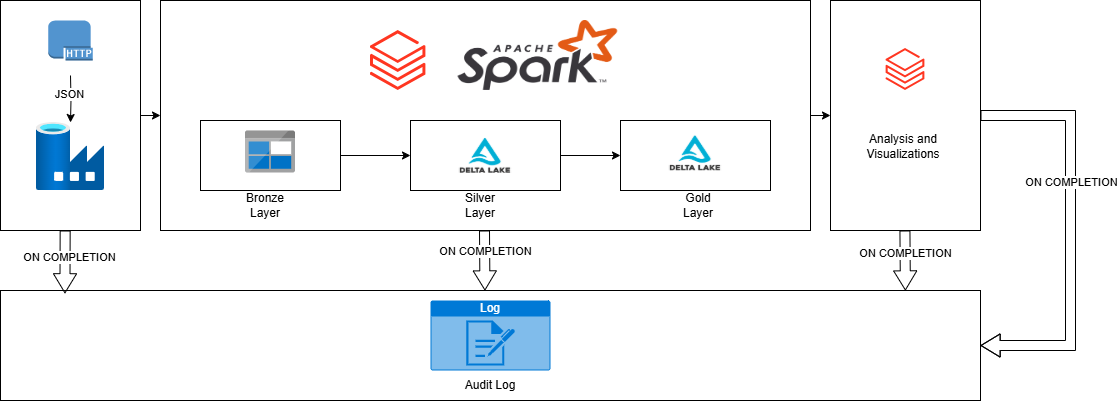 HTTP
JSON
APACHE
Spark
TM
DELTA LAKE
DELTA LAKE
Bronze
Layer
Silver
Layer
Gold
Layer
Analysis and
Visualizations
ON COMPLETION
ON COMPLETION
ON COMPLETION
ON COMPLETION
Log
Audit Log